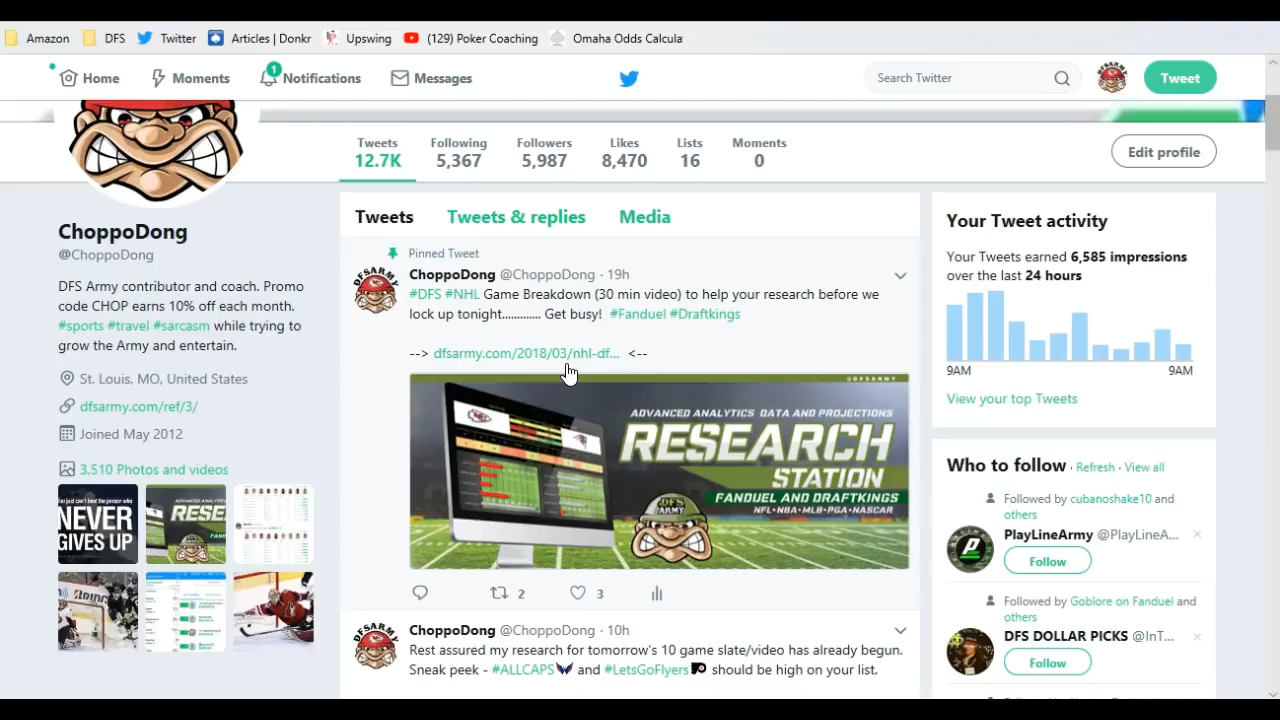 Amazon DFS Twitter Articles | Donkr Upswing (129) Poker Coaching Omaha Odds Calcula
Home Moments 1 Notifications Messages Search Twitter Tweet
Tweets Following Followers Likes Lists Moments
12.7K 5,367 5,987 8,470 16 0
Edit profile
ChoppoDong
@ChoppoDong
DFS Army contributor and coach. Promo
code CHOP earns 10% off each month.
#sports #travel #sarcasm while trying to
grow the Army and entertain.
St. Louis, MO, United States
dfsarmy.com/ref/3/
Joined May 2012
3,510 Photos and videos
NEVER
GIVES UP
Tweets Tweets & replies Media
Pinned Tweet
ChoppoDong @ChoppoDong · 19h
#DFS #NHL Game Breakdown (30 min video) to help your research before we
lock up tonight............. Get busy! #Fanduel #Draftkings
--> dfsarmy.com/2018/03/nhl-df... <--
@DFSARMY
ADVANCED ANALYTICS DATA AND PROJECTIONS
RESEARCH
STATION
FANDUEL AND DRAFTKINGS
NFL•NBA•MLB•PGA•NASCAR
DFS ARMY
2 3
ChoppoDong @ChoppoDong · 10h
Rest assured my research for tomorrow's 10 game slate/video has already begun.
Sneak peek - #ALLCAPS and #LetsGoFlyers should be high on your list.
Your Tweet activity
Your Tweets earned 6,585 impressions
over the last 24 hours
9AM 9AM
View your top Tweets
Who to follow · Refresh · View all
Followed by cubanoshake10 and
others
PlayLineArmy @PlayLineA...
Follow
Followed by Goblore on Fanduel and
others
DFS DOLLAR PICKS @InT...
Follow